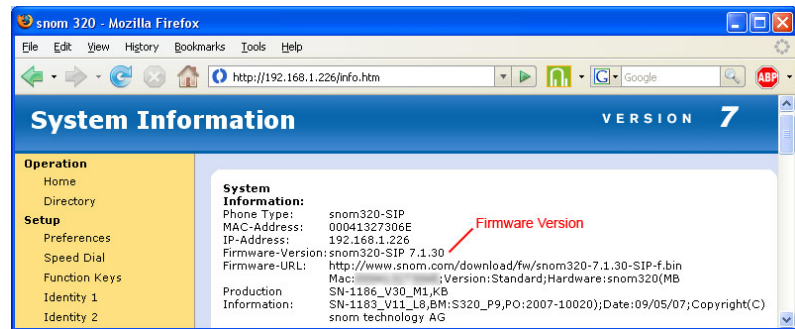 snom 320 - Mozilla Firefox
File Edit View History Bookmarks Tools Help
http://192.168.1.226/info.htm
G Google
ABP
System Information
VERSION 7
Operation
Home
Directory
Setup
Preferences
Speed Dial
Function Keys
Identity 1
Identity 2
System
Information:
Phone Type: snom320-SIP
MAC-Address: 00041327306E
IP-Address: 192.168.1.226
Firmware-Version: snom320-SIP 7.1.30
Firmware Version
Firmware-URL: http://www.snom.com/download/fw/snom320-7.1.30-SIP-f.bin
Mac: ;Version:Standard;Hardware:snom320(MB
Production SN-1186_V30_M1,KB
Information: SN-1183_V11_L8,BM:S320_P9,PO:2007-10020);Date:09/05/07;Copyright(C)
snom technology AG